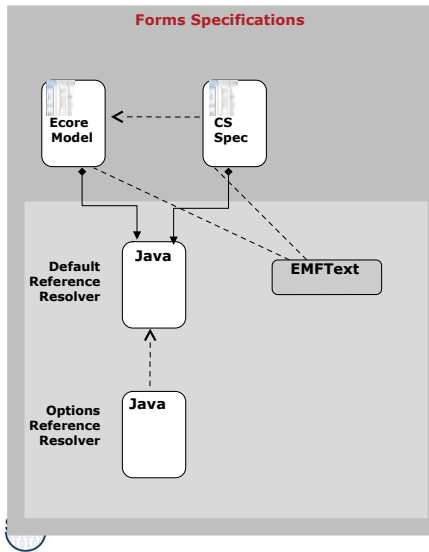 Forms Specifications
Ecore
Model
CS
Spec
Default
Reference
Resolver
Java
EMFText
Options
Reference
Resolver
Java